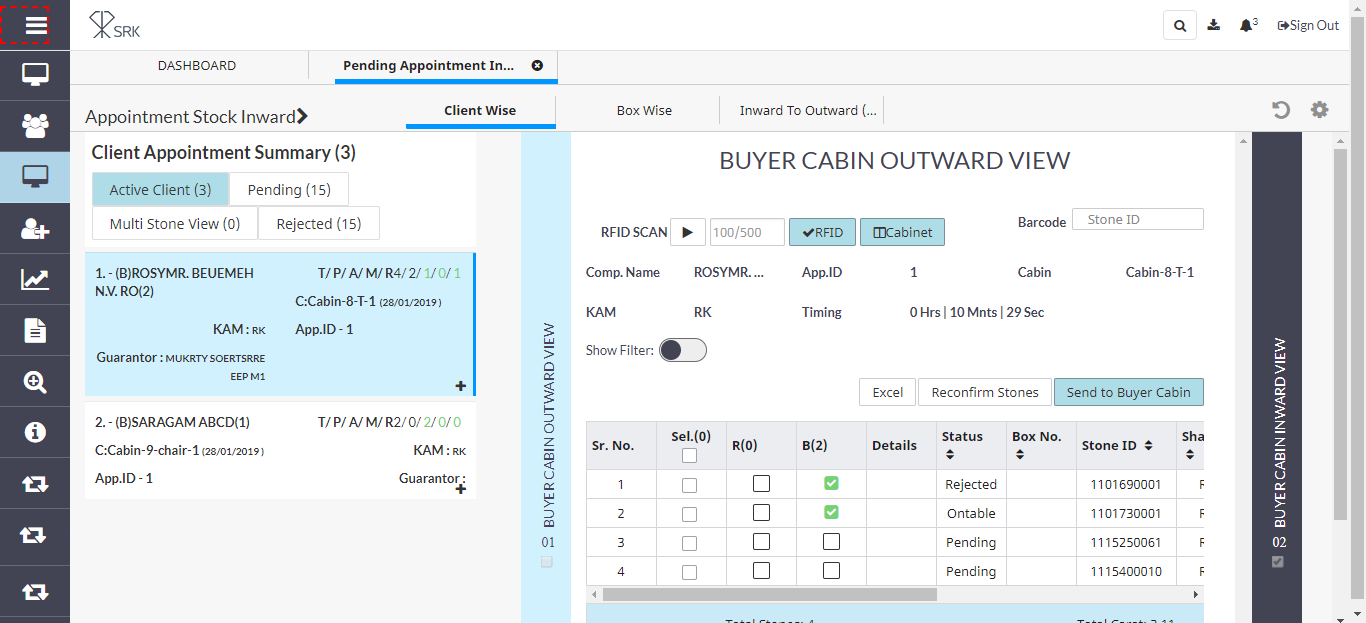 SRK
3
Sign Out
DASHBOARD
Pending Appointment In...
Appointment Stock Inward
Client Wise
Box Wise
Inward To Outward (...
Client Appointment Summary (3)
Active Client (3)
Pending (15)
Multi Stone View (0)
Rejected (15)
1. - (B)ROSYMR. BEUEMEH
N.V. RO(2)
T/ P/ A/ M/ R4/ 2/ 1/ 0/ 1
C:Cabin-8-T-1 (28/01/2019 )
KAM : RK
App.ID - 1
Guarantor : MUKRTY SOERTSRRE
EEP M1
2. - (B)SARAGAM ABCD(1)
T/ P/ A/ M/ R2/ 0/ 2/ 0/ 0
C:Cabin-9-chair-1 (28/01/2019 )
KAM : RK
App.ID - 1
Guarantor :
BUYER CABIN OUTWARD VIEW
01
BUYER CABIN OUTWARD VIEW
RFID SCAN
100/500
RFID
Cabinet
Barcode
Stone ID
Comp. Name
ROSYMR. ...
App.ID
1
Cabin
Cabin-8-T-1
KAM
RK
Timing
0 Hrs | 10 Mnts | 29 Sec
Show Filter:
Excel
Reconfirm Stones
Send to Buyer Cabin
Sr. No.
Sel.(0)
R(0)
B(2)
Details
Status
Box No.
Stone ID
Sha
1
Rejected
1101690001
2
Ontable
1101730001
3
Pending
1115250061
4
Pending
1115400010
BUYER CABIN INWARD VIEW
02